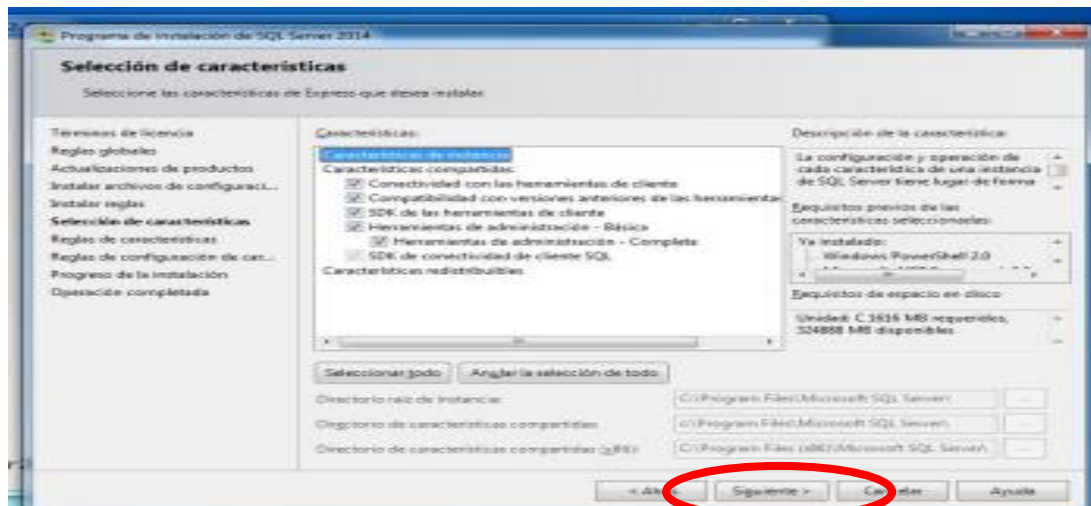 Programa de instalación de SQL Server 2014
Selección de características
Seleccione las características de Express que desea instalar
Términos de licencia
Reglas globales
Actualizaciones de productos
Instalar archivos de configuraci...
Instalar reglas
Selección de características
Reglas de características
Reglas de configuración de car...
Progreso de la instalación
Operación completada
Características:
Características de instancia
Características compartidas
Conectividad con las herramientas de cliente
Compatibilidad con versiones anteriores de las herramientas
SDK de las herramientas de cliente
Herramientas de administración - Básica
Herramientas de administración - Completa
SDK de conectividad de cliente SQL
Características redistribuibles
Seleccionar todo
Anular la selección de todo
Descripción de la característica:
La configuración y operación de
cada característica de una instancia
de SQL Server tiene lugar de forma
Requisitos previos de las
características seleccionadas:
Ya instalado:
Windows PowerShell 2.0
Requisitos de espacio en disco
Unidad C: 1616 MB requeridos,
324868 MB disponibles
Directorio raíz de instancia:
C:\Program Files\Microsoft SQL Server\
Directorio de características compartidas:
c:\Program Files\Microsoft SQL Server\
Directorio de características compartidas (x86):
C:\Program Files (x86)\Microsoft SQL Server\
< Atrás
Siguiente >
Cancelar
Ayuda